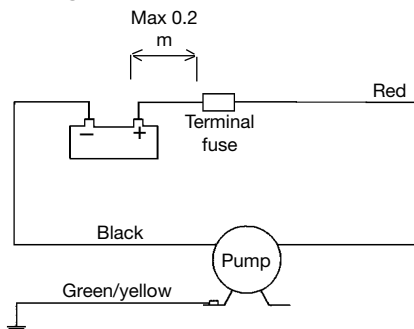 Max 0.2
m
Red
− +
Terminal
fuse
Black
Pump
Green/yellow